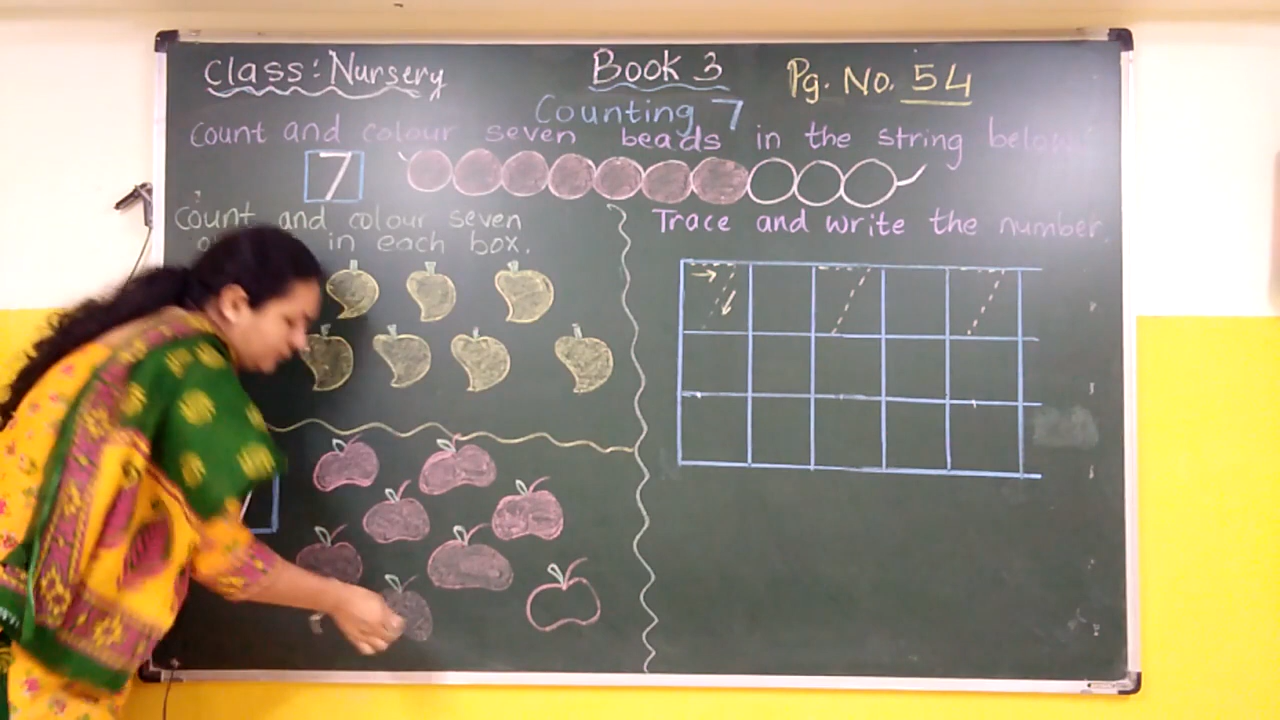 Class: Nursery
Book 3
Pg. No. 54
Counting 7
Count and colour seven beads in the string below.
7
Count and colour seven
in each box.
Trace and write the number.